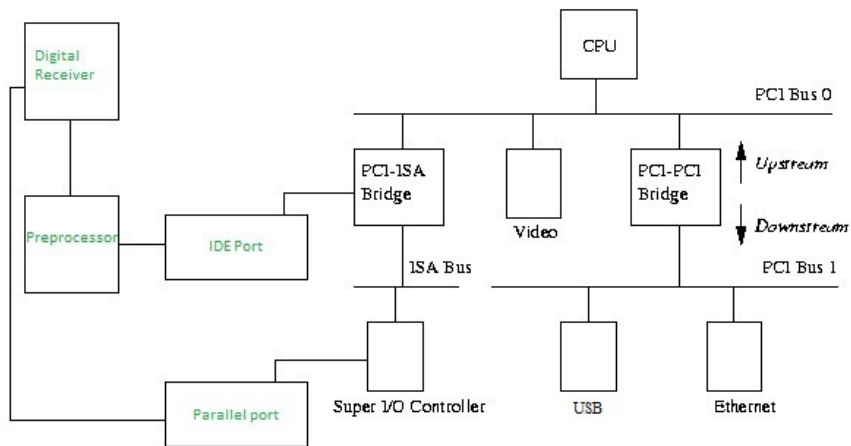 CPU
Digital
Receiver
PCI Bus 0
PCI-ISA
Bridge
PCI-PCI
Bridge
Upstream
Preprocessor
IDE Port
Video
Downstream
ISA Bus
PCI Bus 1
Parallel port
Super I/O Controller
USB
Ethernet